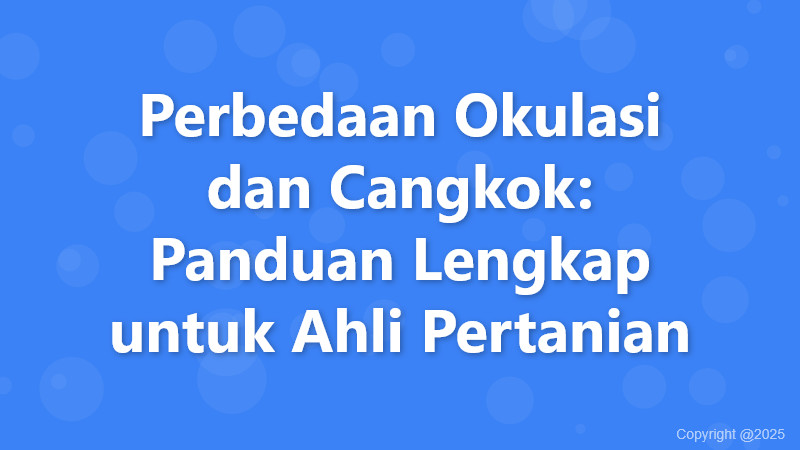 Perbedaan Okulasi
dan Cangkok:
Panduan Lengkap
untuk Ahli Pertanian
Copyright @2025